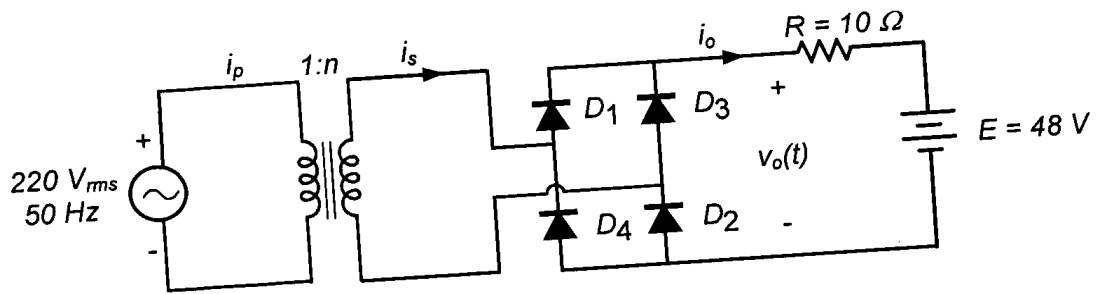 i_p
1:n
i_s
i_o
R = 10 Ω
+
220 V_rms
50 Hz
-
D_1
D_3
D_4
D_2
+
v_o(t)
-
E = 48 V